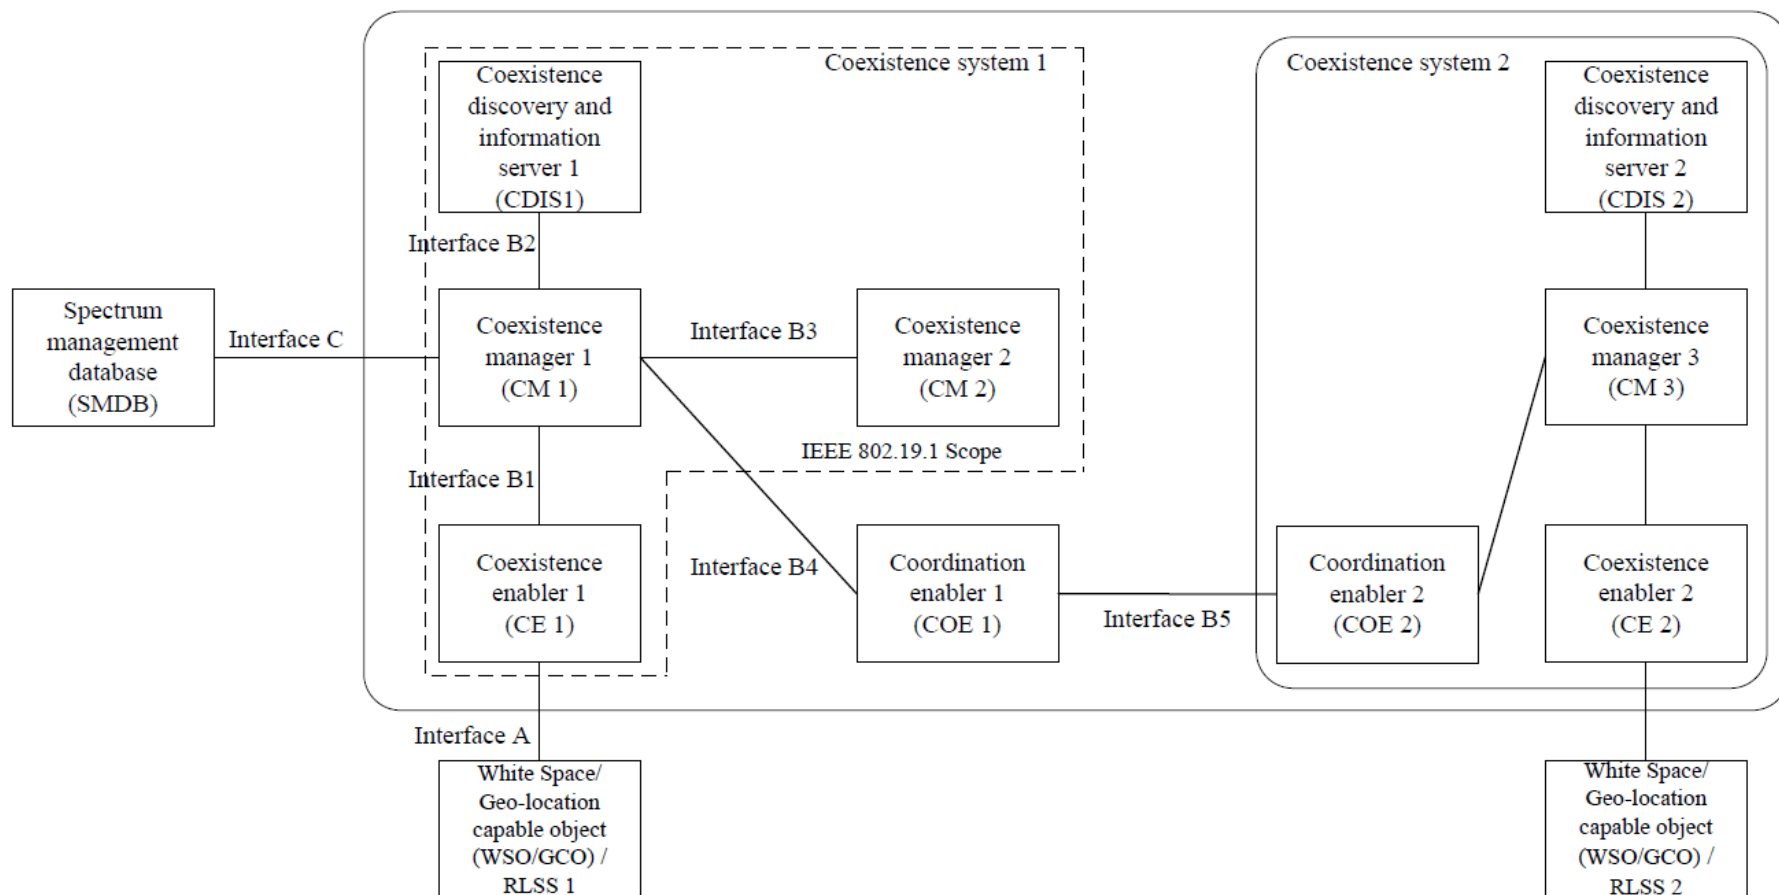 Coexistence system 1
Coexistence
discovery and
information
server 1
(CDIS1)
Coexistence system 2
Coexistence
discovery and
information
server 2
(CDIS 2)
Interface B2
Spectrum
management
database
(SMDB)
Interface C
Coexistence
manager 1
(CM 1)
Interface B3
Coexistence
manager 2
(CM 2)
Coexistence
manager 3
(CM 3)
IEEE 802.19.1 Scope
Interface B1
Coexistence
enabler 1
(CE 1)
Interface B4
Coordination
enabler 1
(COE 1)
Interface B5
Coordination
enabler 2
(COE 2)
Coexistence
enabler 2
(CE 2)
Interface A
White Space/
Geo-location
capable object
(WSO/GCO) /
RLSS 1
White Space/
Geo-location
capable object
(WSO/GCO) /
RLSS 2